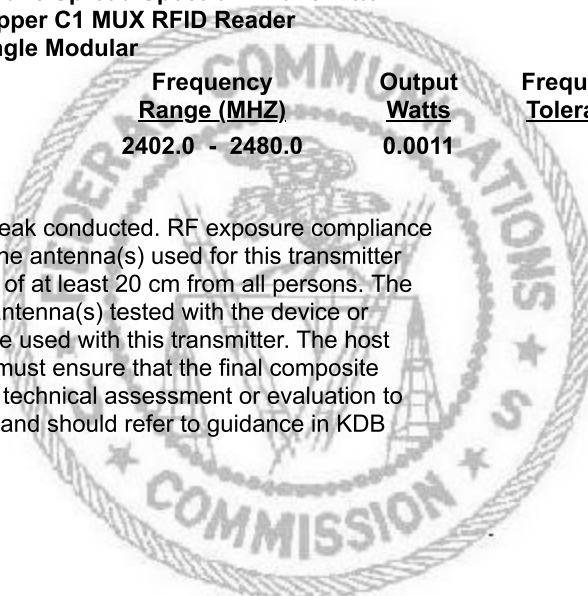 pper C1 MUX RFID Reader
ngle Modular
Frequency Output Frequ
Range (MHZ) Watts Tolera
2402.0 - 2480.0 0.0011
eak conducted. RF exposure compliance
he antenna(s) used for this transmitter
of at least 20 cm from all persons. The
antenna(s) tested with the device or
e used with this transmitter. The host
must ensure that the final composite
technical assessment or evaluation to
and should refer to guidance in KDB
FEDERAL COMMUNICATIONS
COMMISSION